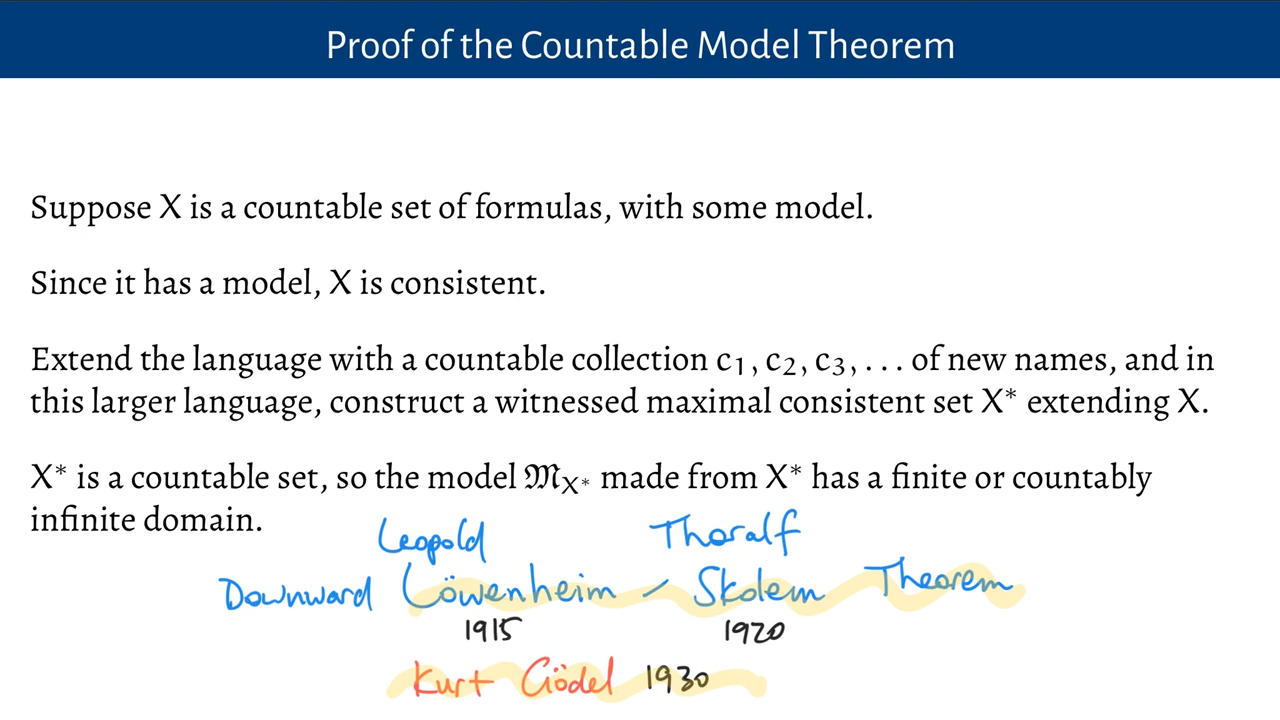 Proof of the Countable Model Theorem
Suppose X is a countable set of formulas, with some model.
Since it has a model, X is consistent.
Extend the language with a countable collection c₁, c₂, c₃, . . . of new names, and in
this larger language, construct a witnessed maximal consistent set X* extending X.
X* is a countable set, so the model 𝔐_X* made from X* has a finite or countably
infinite domain.
Leopold Thoralf
Downward Löwenheim - Skolem Theorem
1915 1920
Kurt Gödel 1930